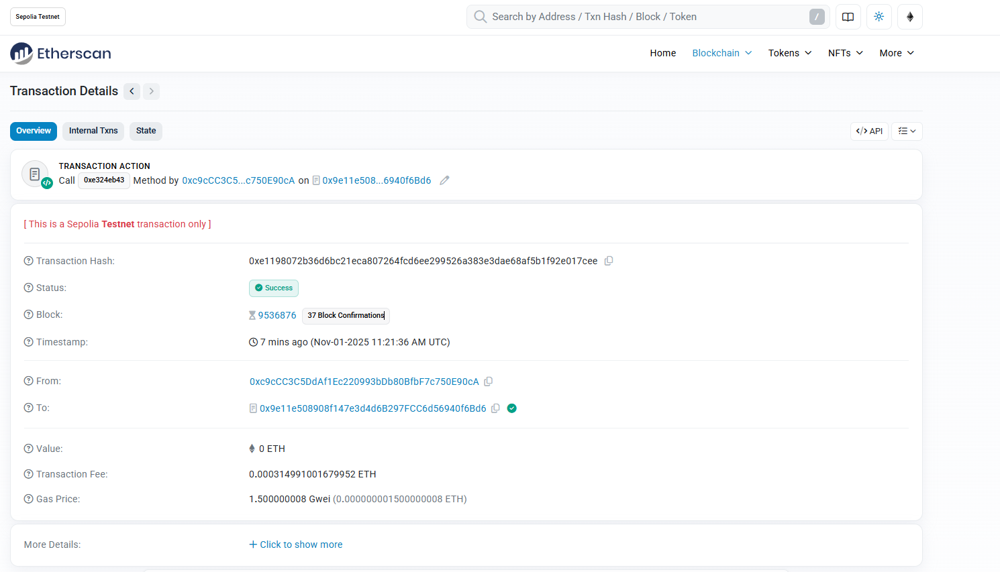 Sepolia Testnet
Search by Address / Txn Hash / Block / Token
/
Etherscan
Home Blockchain Tokens NFTs More
Transaction Details
Overview Internal Txns State
</> API
TRANSACTION ACTION
Call 0xe324eb43 Method by 0xc9cCC3C5...c750E90cA on 0x9e11e508...6940f6Bd6
[ This is a Sepolia Testnet transaction only ]
Transaction Hash: 0xe1198072b36d6bc21eca807264fcd6ee299526a383e3dae68af5b1f92e017cee
Status: Success
Block: 9536876 37 Block Confirmations
Timestamp: 7 mins ago (Nov-01-2025 11:21:36 AM UTC)
From: 0xc9cCC3C5DdAf1Ec220993bDb80BfbF7c750E90cA
To: 0x9e11e508908f147e3d4d6B297FCC6d56940f6Bd6
Value: 0 ETH
Transaction Fee: 0.000314991001679952 ETH
Gas Price: 1.500000008 Gwei (0.000000001500000008 ETH)
More Details: Click to show more